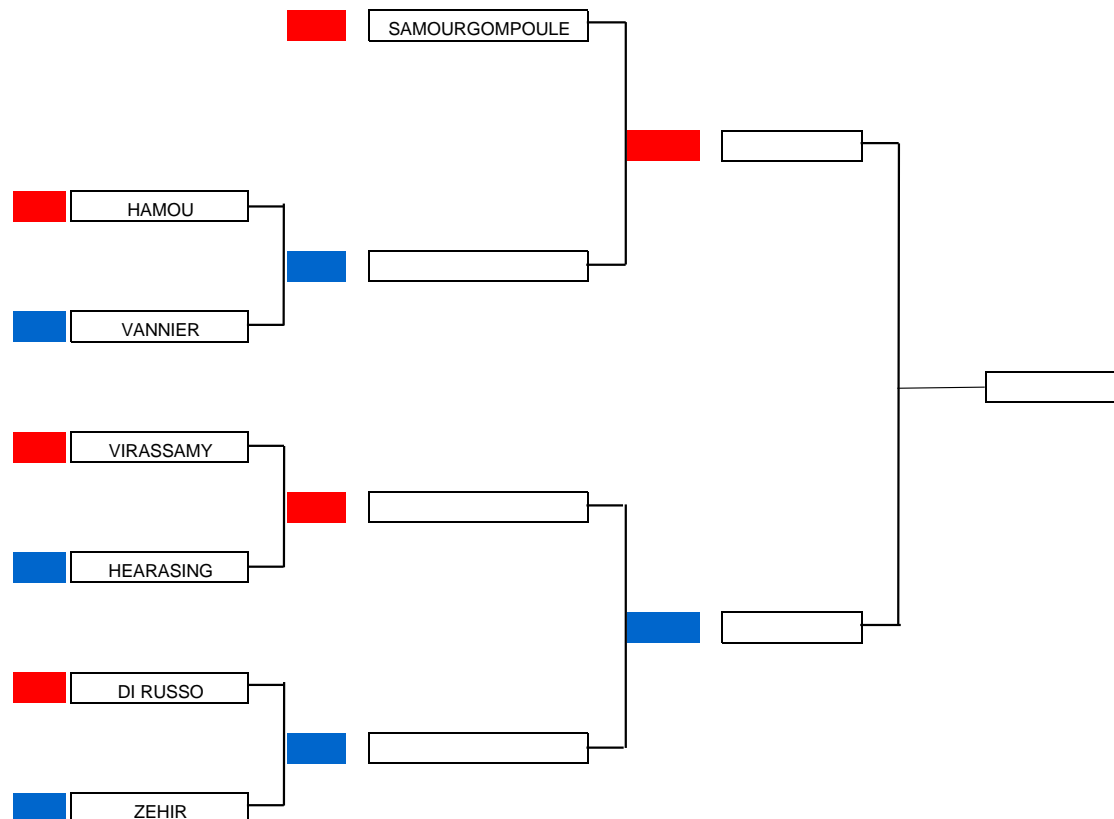 SAMOURGOMPOULE
HAMOU
VANNIER
VIRASSAMY
HEARASING
DI RUSSO
ZEHIR